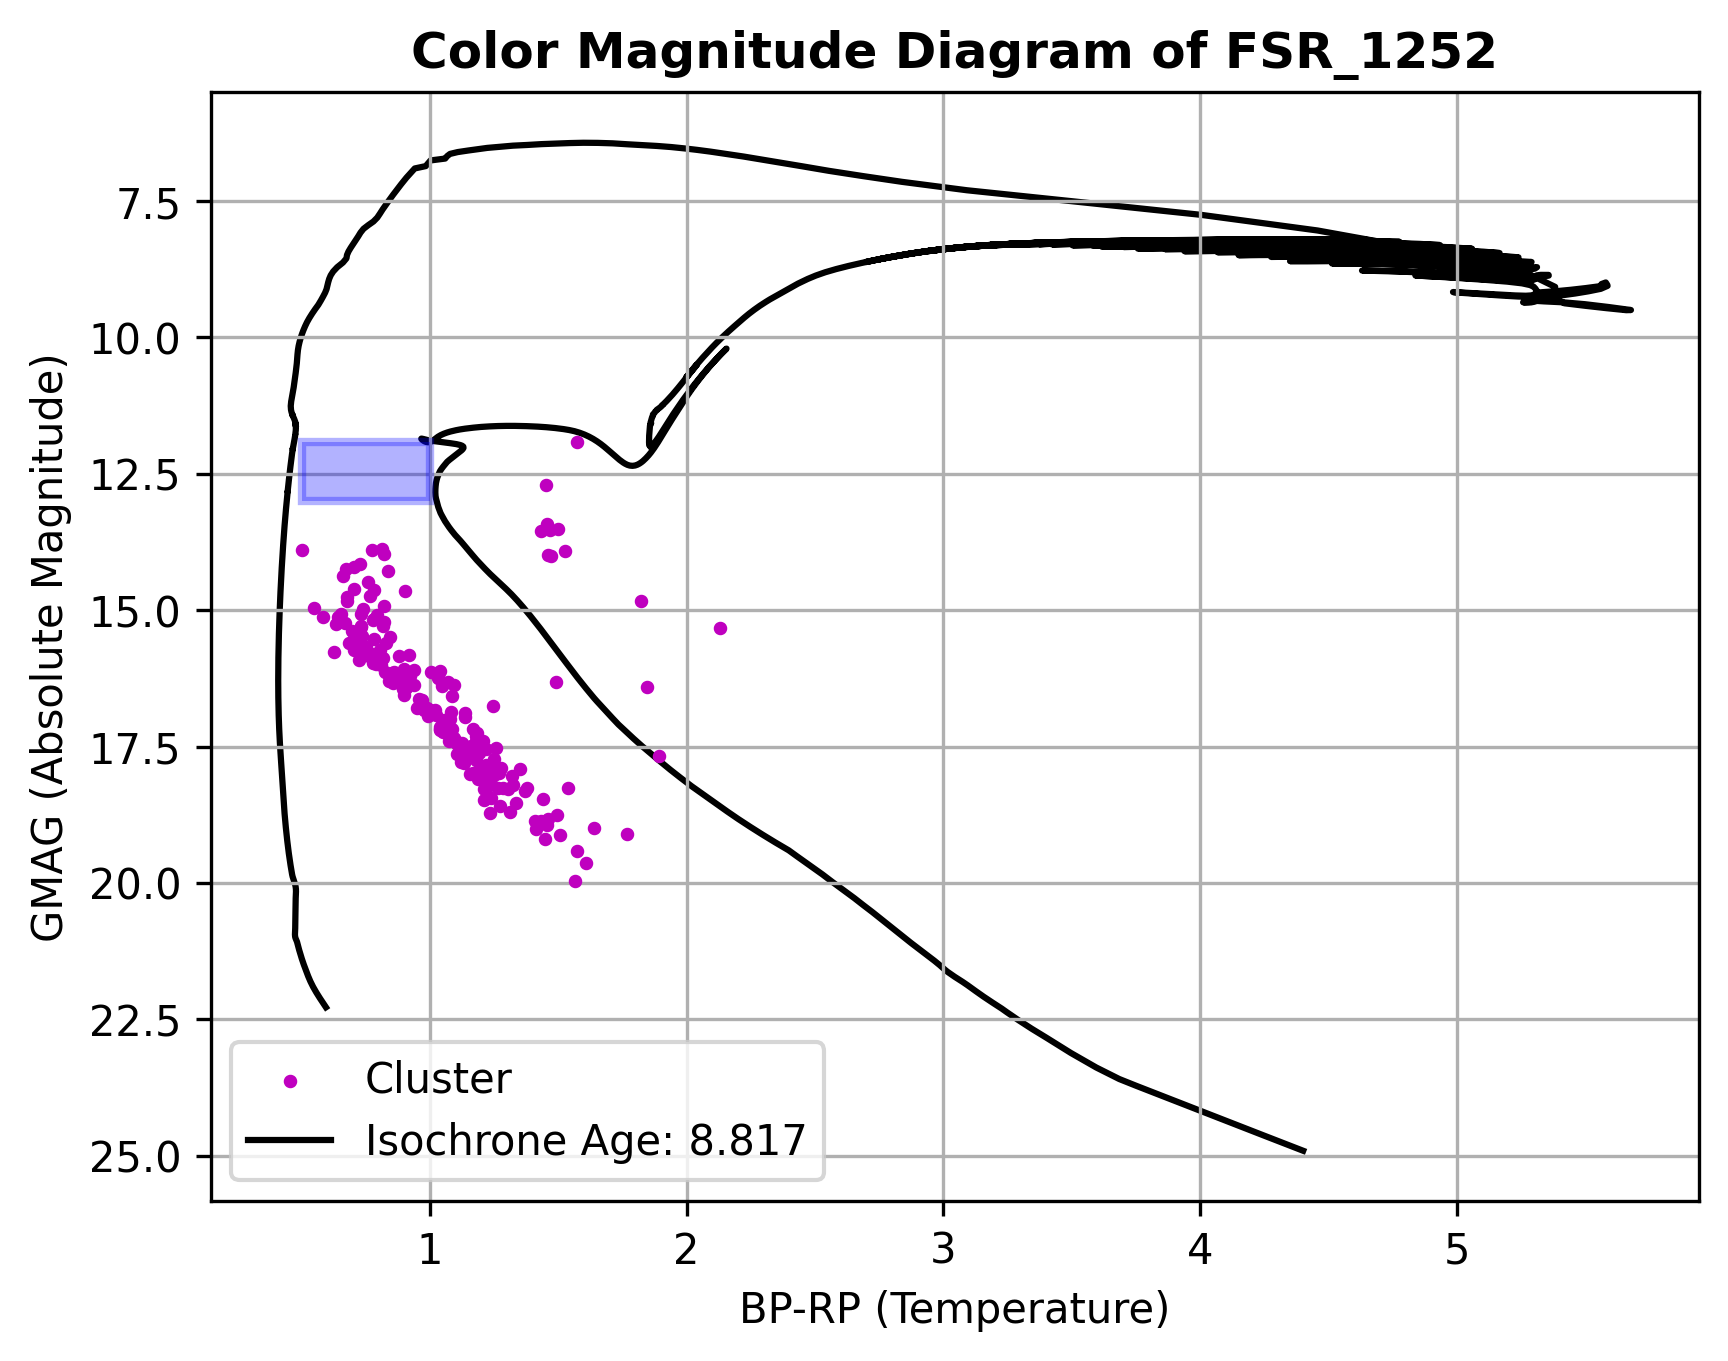 Color Magnitude Diagram of FSR_1252
GMAG (Absolute Magnitude)
7.5
10.0
12.5
15.0
17.5
20.0
22.5
25.0
Cluster
Isochrone Age: 8.817
1
2
3
4
5
BP-RP (Temperature)